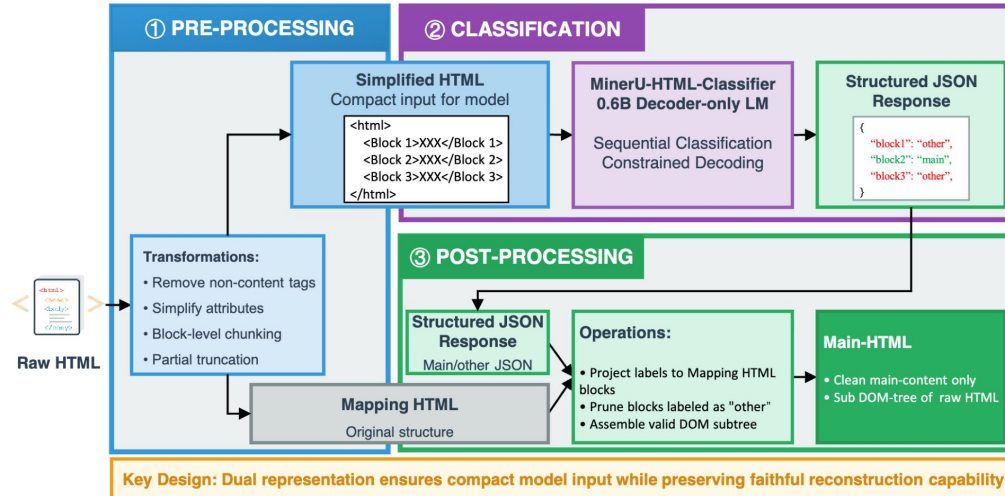 ① PRE-PROCESSING
② CLASSIFICATION
Simplified HTML
Compact input for model
<html>
<Block 1>XXX</Block 1>
<Block 2>XXX</Block 2>
<Block 3>XXX</Block 3>
</html>
MinerU-HTML-Classifier
0.6B Decoder-only LM
Sequential Classification
Constrained Decoding
Structured JSON
Response
{
"block1": "other",
"block2": "main",
"block3": "other",
}
Transformations:
• Remove non-content tags
• Simplify attributes
• Block-level chunking
• Partial truncation
<html>
<body>
Raw HTML
Mapping HTML
Original structure
③ POST-PROCESSING
Structured JSON
Response
Main/other JSON
Operations:
• Project labels to Mapping HTML
blocks
• Prune blocks labeled as "other"
• Assemble valid DOM subtree
Main-HTML
• Clean main-content only
• Sub DOM-tree of raw HTML
Key Design: Dual representation ensures compact model input while preserving faithful reconstruction capability